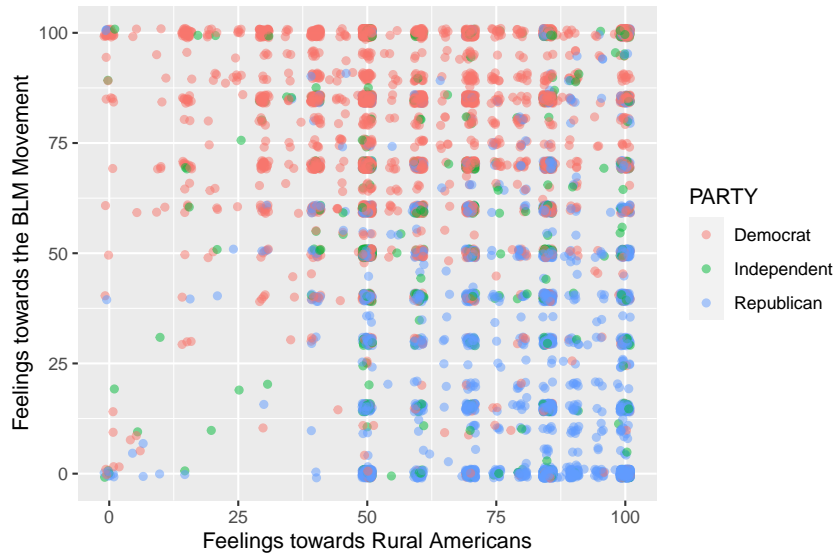 100
75
50
25
0
Feelings towards the BLM Movement
0
25
50
75
100
Feelings towards Rural Americans
PARTY
Democrat
Independent
Republican